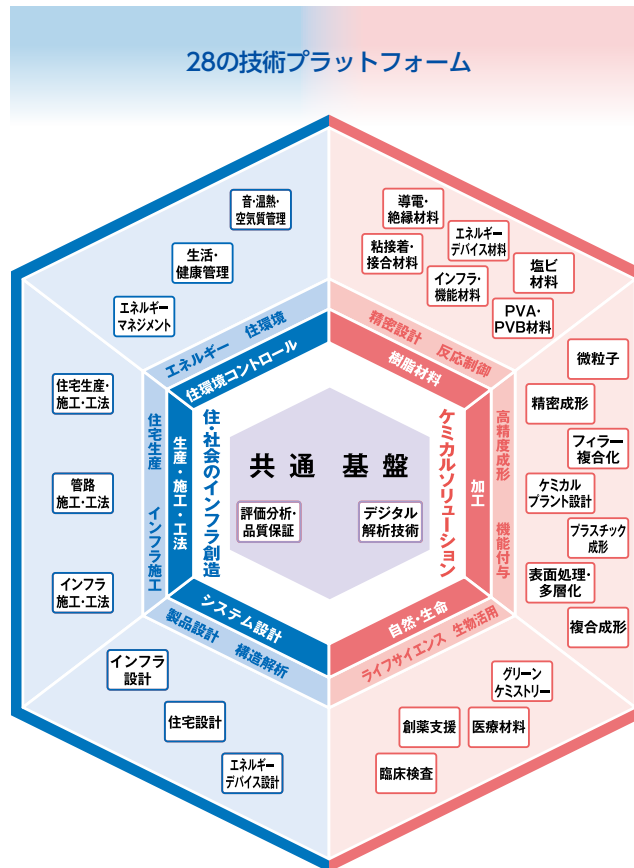 28の技術プラットフォーム
音・温熱・
空気質管理
生活・
健康管理
エネルギー
マネジメント
エネルギー 住環境
住環境コントロール
導電・
絶縁材料
エネルギー
デバイス材料
粘接着・
接合材料
インフラ・
機能材料
塩ビ
材料
PVA・
PVB材料
精密設計 反応制御
樹脂材料
住宅生産・
施工・工法
管路
施工・工法
インフラ
施工・工法
住宅生産 インフラ施工
生産・施工・工法
住・社会のインフラ創造
共通基盤
評価分析・
品質保証
デジタル
解析技術
ケミカルソリューション
加工
高精度成形 機能付与
微粒子
精密成形
フィラー
複合化
ケミカル
プラント設計
プラスチック
成形
表面処理・
多層化
複合成形
システム設計
製品設計 構造解析
インフラ
設計
住宅設計
エネルギー
デバイス設計
自然・生命
ライフサイエンス 生物活用
グリーン
ケミストリー
創薬支援
医療材料
臨床検査